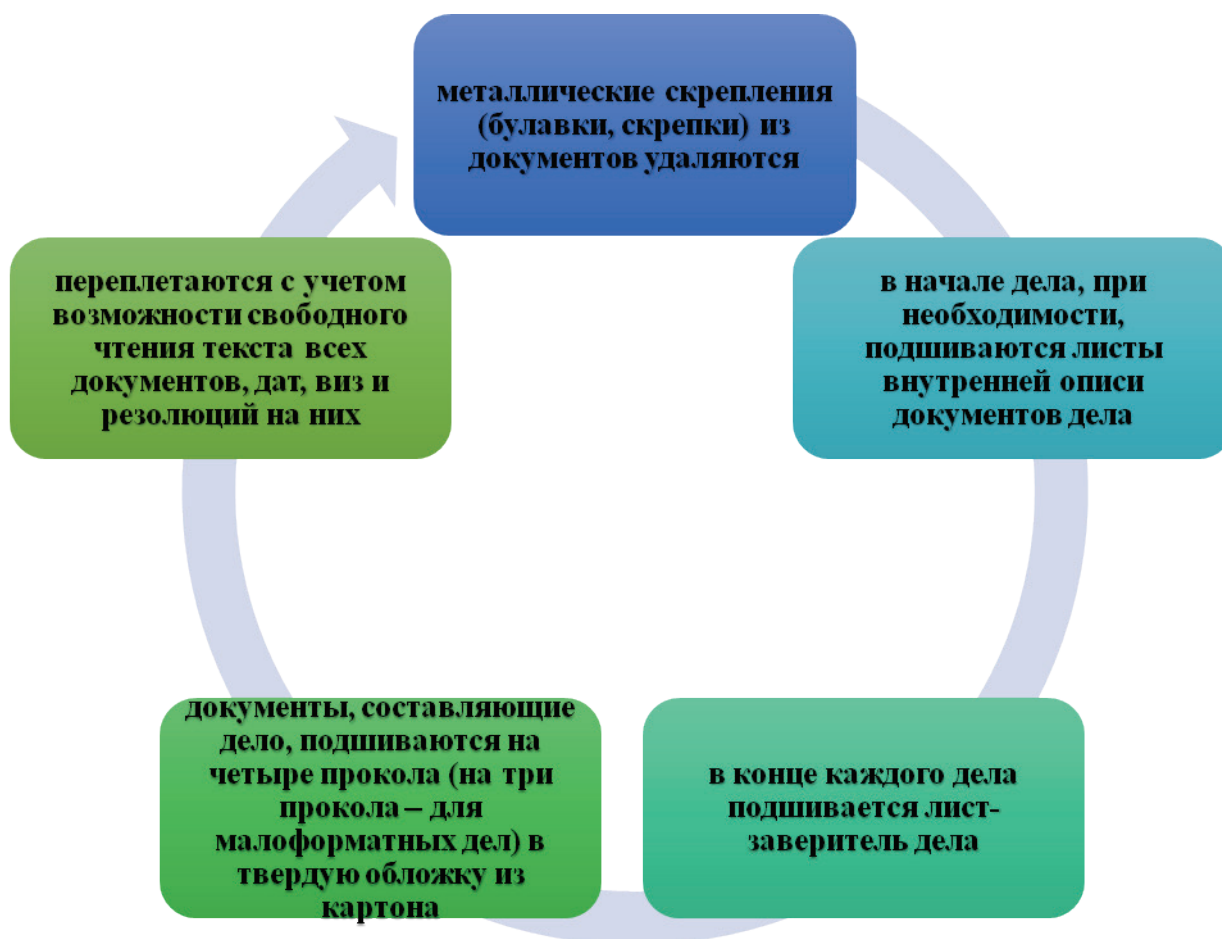 металлические скрепления
(булавки, скрепки) из
документов удаляются
в начале дела, при
необходимости,
подшиваются листы
внутренней описи
документов дела
в конце каждого дела
подшивается лист-
заверитель дела
документы, составляющие
дело, подшиваются на
четыре прокола (на три
прокола – для
малоформатных дел) в
твердую обложку из
картона
переплетаются с учетом
возможности свободного
чтения текста всех
документов, дат, виз и
резолюций на них